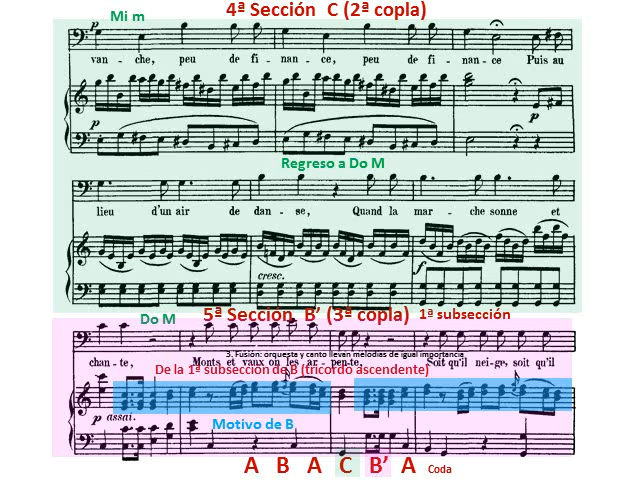 4ª Sección C (2ª copla)
Mi m
van - che, peu de fi - nan - ce, peu de fi - nan - ce Puis au
p
p
Regreso a Do M
lieu d'un air de dan - se, Quand la mar - che sonne et
cresc.
f
5ª Sección B' (3ª copla) 1ª subsección
Do M
3. Fusión: orquesta y canto llevan melodías de igual importancia
chan - te, Monts et vaux on les ar - pen - te, Soit qu'il nei - ge, soit qu'il
De la 1ª subsección de B (tricordo ascendente)
p assai.
Motivo de B
A B A C B' A Coda